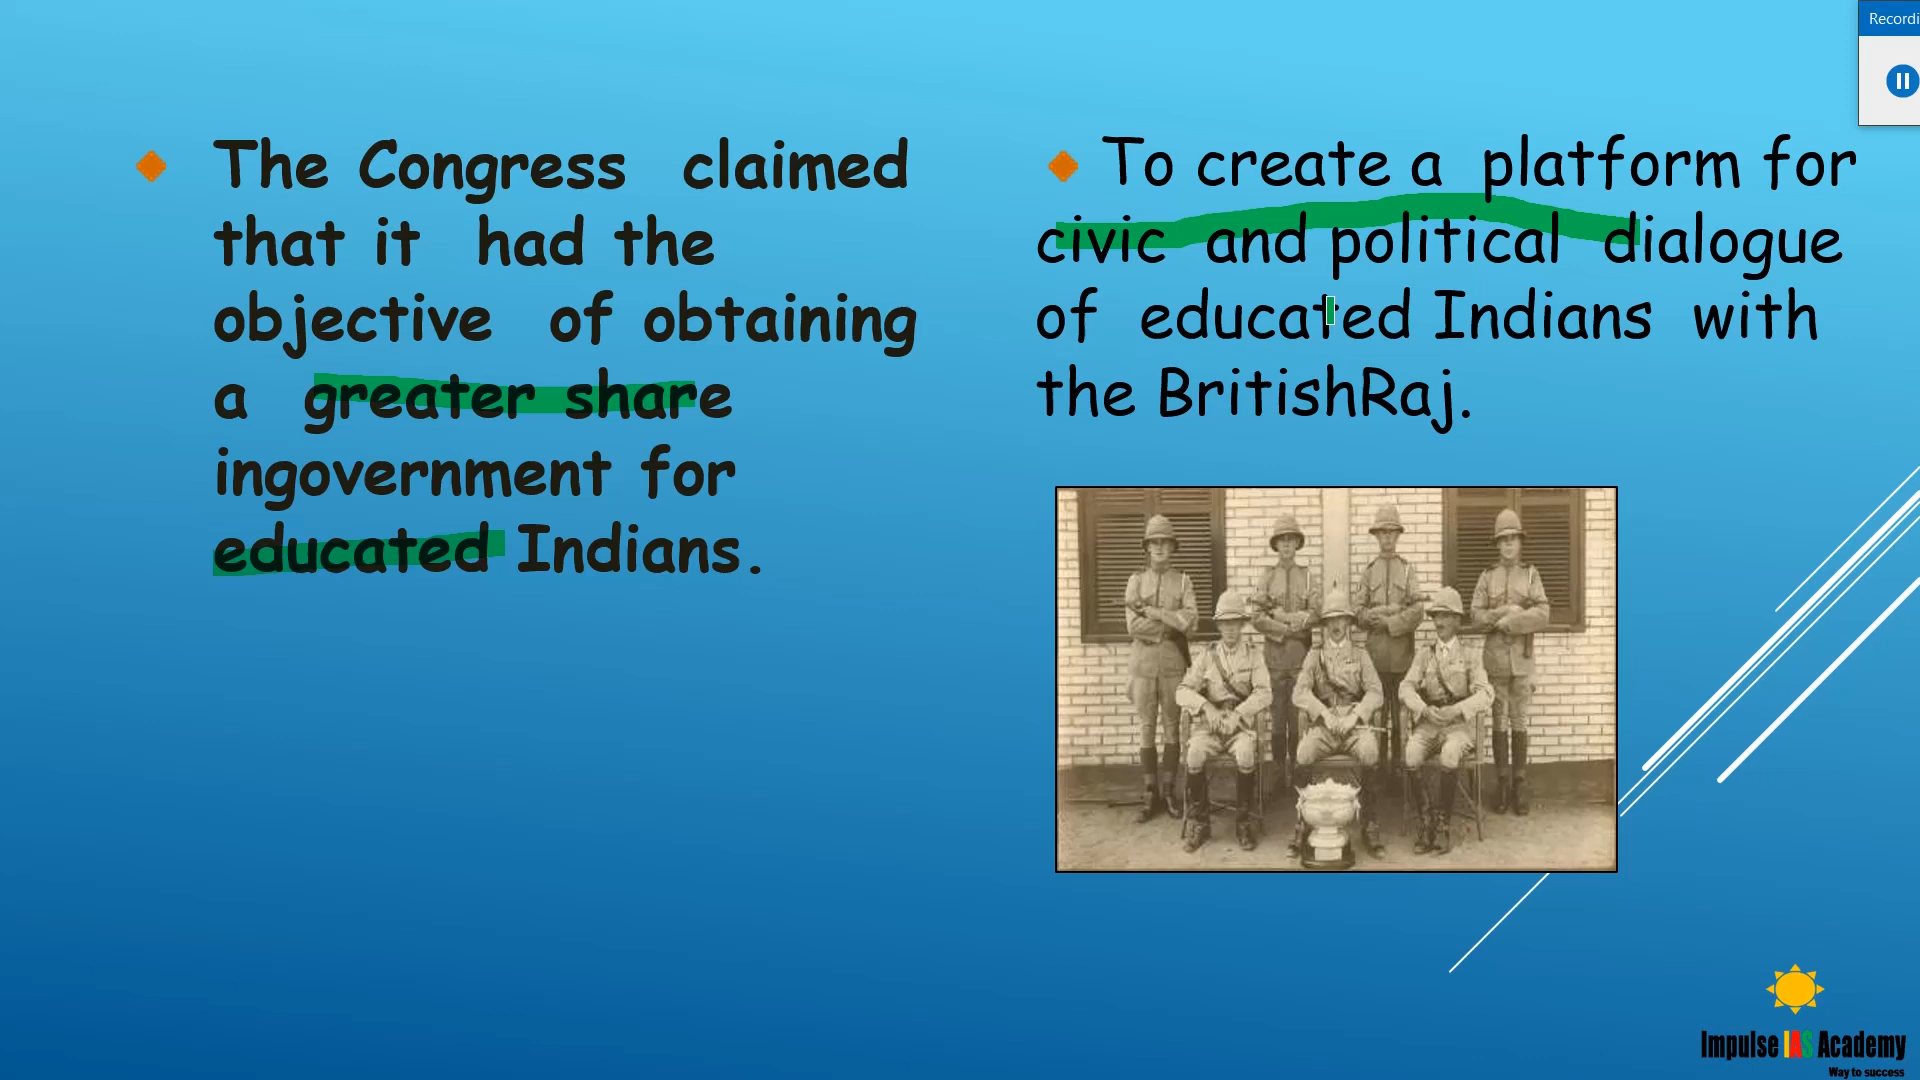 The Congress claimed
that it had the
objective of obtaining
a greater share
ingovernment for
educated Indians.
To create a platform for
civic and political dialogue
of educated Indians with
the BritishRaj.
Recordi
Impulse IAS Academy
Way to success